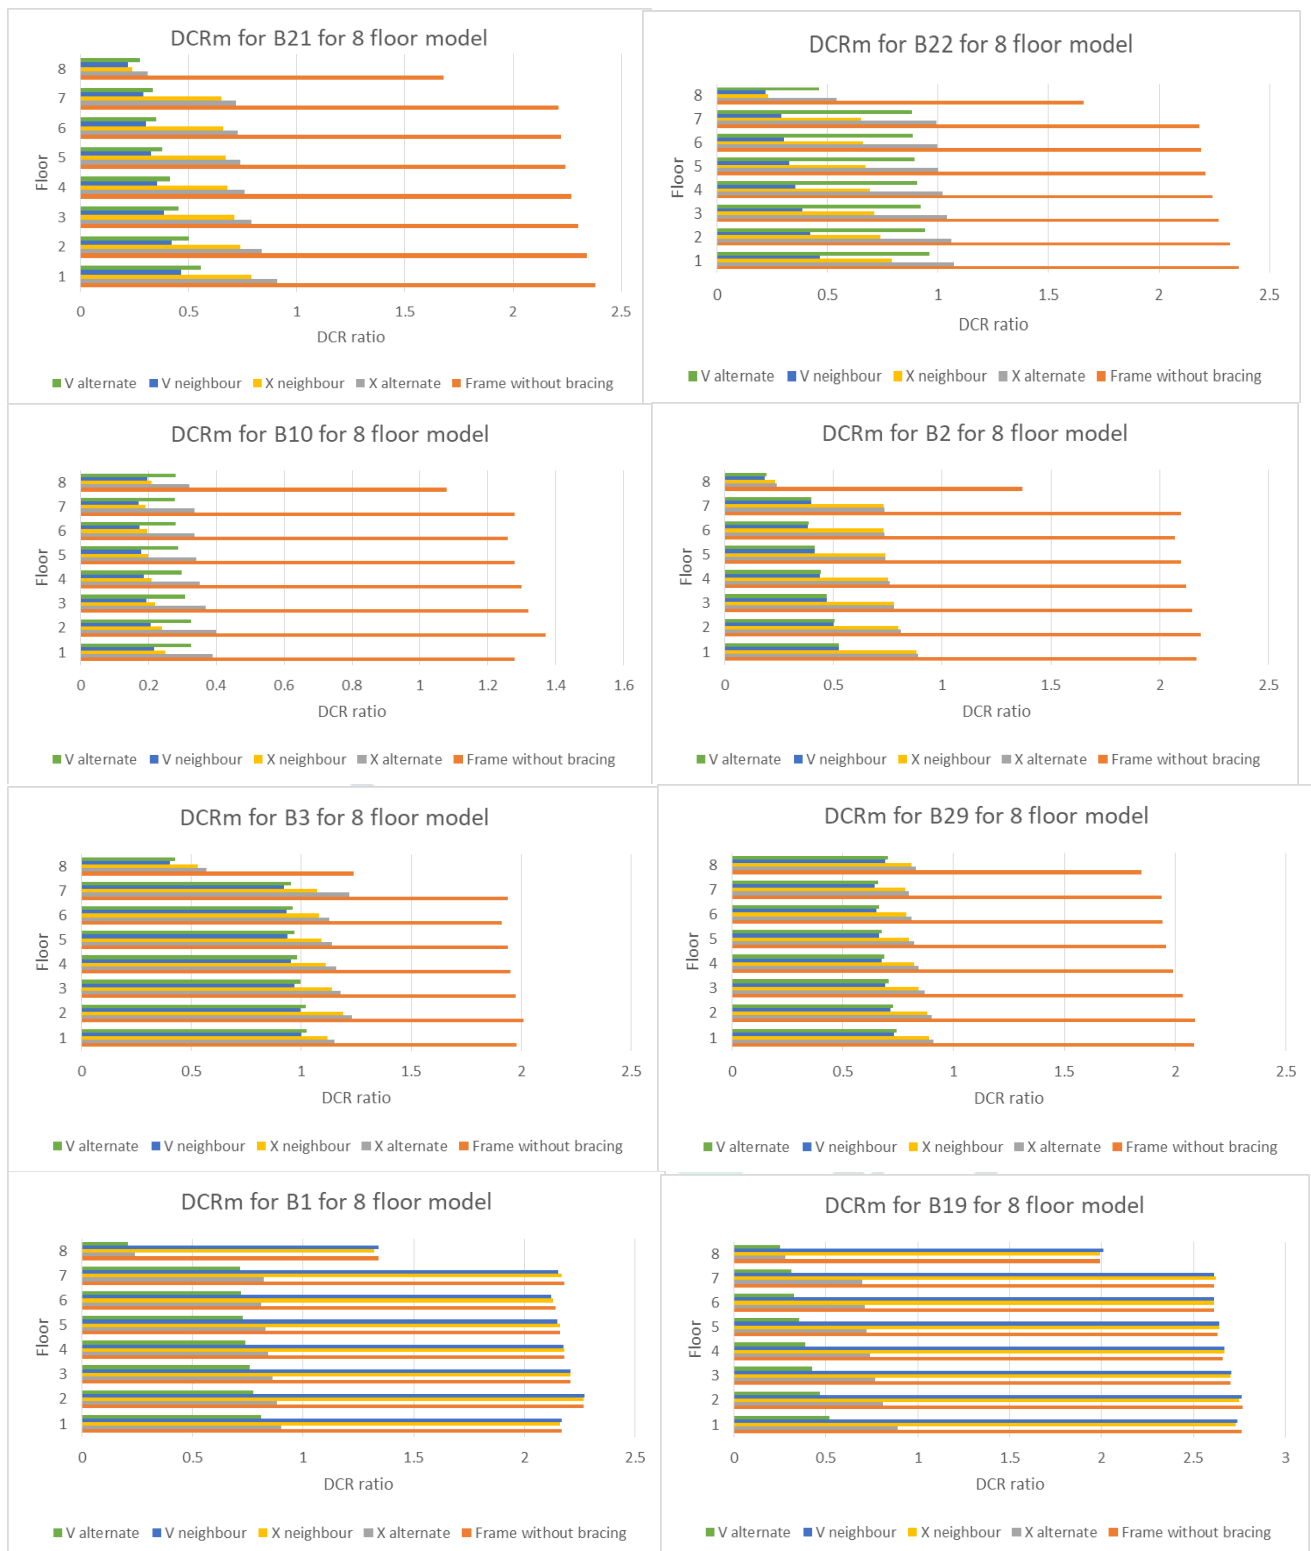 DCRm for B21 for 8 floor model
8
7
6
5
4
3
2
1
Floor
0 0.5 1 1.5 2 2.5
DCR ratio
V alternate V neighbour X neighbour X alternate Frame without bracing
DCRm for B22 for 8 floor model
8
7
6
5
4
3
2
1
Floor
0 0.5 1 1.5 2 2.5
DCR ratio
V alternate V neighbour X neighbour X alternate Frame without bracing
DCRm for B10 for 8 floor model
8
7
6
5
4
3
2
1
Floor
0 0.2 0.4 0.6 0.8 1 1.2 1.4 1.6
DCR ratio
V alternate V neighbour X neighbour X alternate Frame without bracing
DCRm for B2 for 8 floor model
8
7
6
5
4
3
2
1
Floor
0 0.5 1 1.5 2 2.5
DCR ratio
V alternate V neighbour X neighbour X alternate Frame without bracing
DCRm for B3 for 8 floor model
8
7
6
5
4
3
2
1
Floor
0 0.5 1 1.5 2 2.5
DCR ratio
V alternate V neighbour X neighbour X alternate Frame without bracing
DCRm for B29 for 8 floor model
8
7
6
5
4
3
2
1
Floor
0 0.5 1 1.5 2 2.5
DCR ratio
V alternate V neighbour X neighbour X alternate Frame without bracing
DCRm for B1 for 8 floor model
8
7
6
5
4
3
2
1
Floor
0 0.5 1 1.5 2 2.5
DCR ratio
V alternate V neighbour X neighbour X alternate Frame without bracing
DCRm for B19 for 8 floor model
8
7
6
5
4
3
2
1
Floor
0 0.5 1 1.5 2 2.5 3
DCR ratio
V alternate V neighbour X neighbour X alternate Frame without bracing